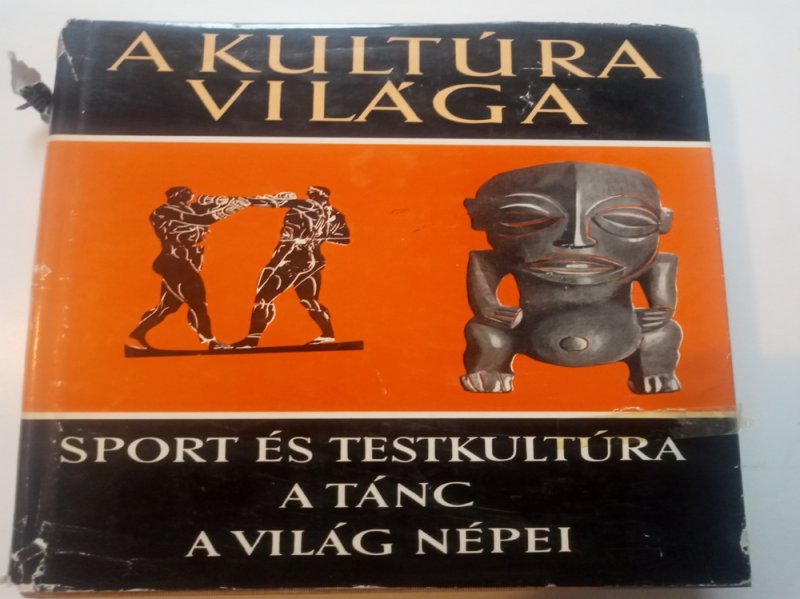 A KULTÚRA
VILÁGA
SPORT ÉS TESTKULTÚRA
A TÁNC
A VILÁG NÉPEI